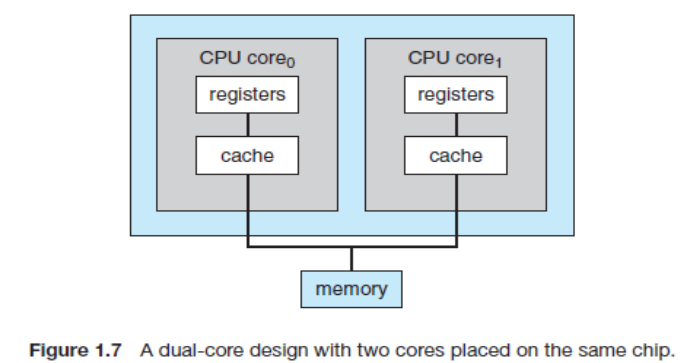 CPU core₀ CPU core₁
registers registers
cache cache
memory
Figure 1.7 A dual-core design with two cores placed on the same chip.